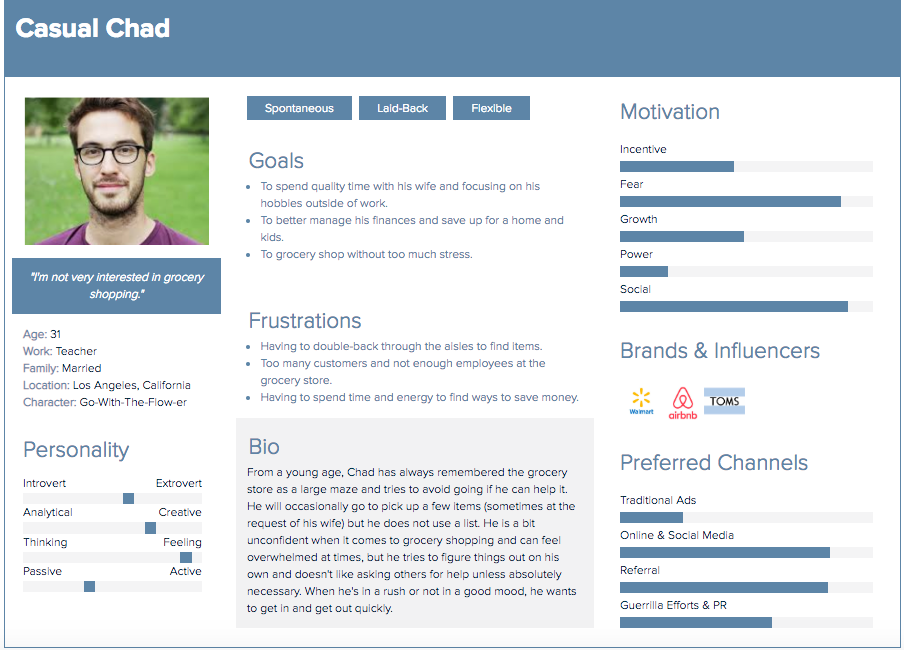 Casual Chad
"I'm not very interested in grocery
shopping."
Age: 31
Work: Teacher
Family: Married
Location: Los Angeles, California
Character: Go-With-The-Flow-er
Personality
Introvert Extrovert
Analytical Creative
Thinking Feeling
Passive Active
Spontaneous Laid-Back Flexible
Goals
• To spend quality time with his wife and focusing on his
hobbies outside of work.
• To better manage his finances and save up for a home and
kids.
• To grocery shop without too much stress.
Frustrations
• Having to double-back through the aisles to find items.
• Too many customers and not enough employees at the
grocery store.
• Having to spend time and energy to find ways to save money.
Bio
From a young age, Chad has always remembered the grocery
store as a large maze and tries to avoid going if he can help it.
He will occasionally go to pick up a few items (sometimes at the
request of his wife) but he does not use a list. He is a bit
unconfident when it comes to grocery shopping and can feel
overwhelmed at times, but he tries to figure things out on his
own and doesn't like asking others for help unless absolutely
necessary. When he's in a rush or not in a good mood, he wants
to get in and get out quickly.
Motivation
Incentive
Fear
Growth
Power
Social
Brands & Influencers
Walmart airbnb TOMS
Preferred Channels
Traditional Ads
Online & Social Media
Referral
Guerrilla Efforts & PR